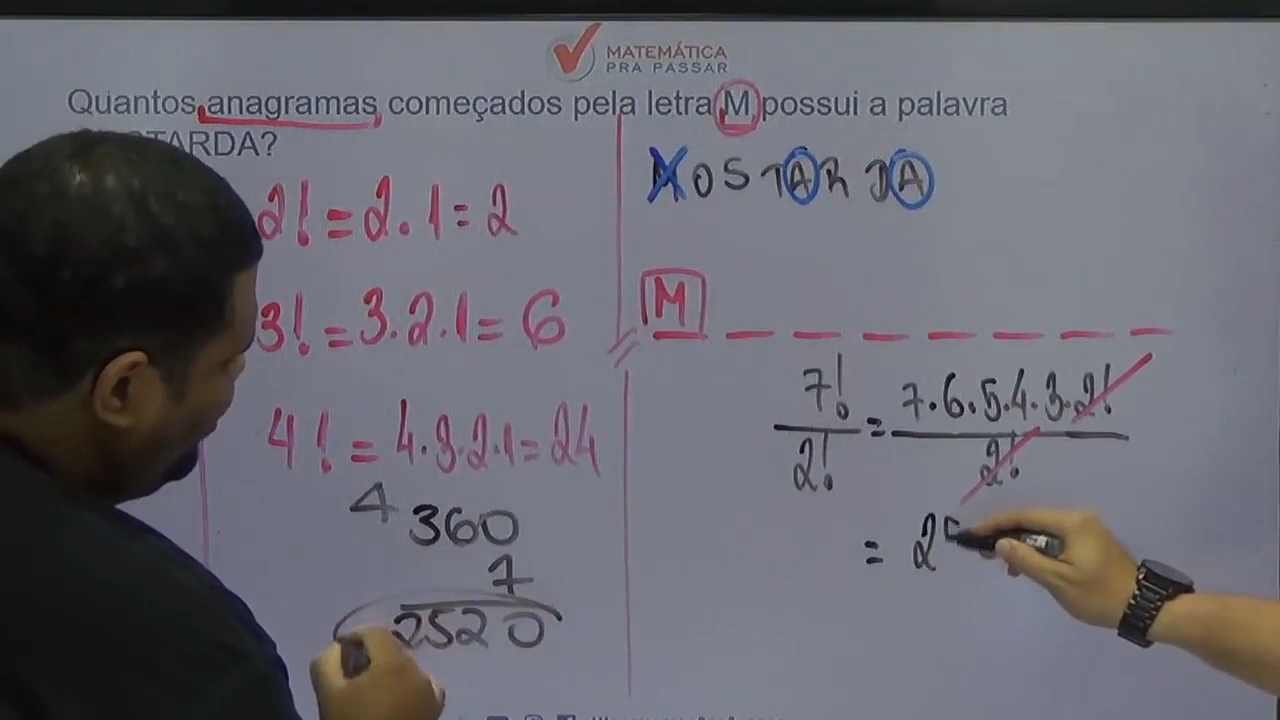 MATEMÁTICA
PRA PASSAR
Quantos anagramas começados pela letra M possui a palavra
TARDA?
2! = 2.1 = 2
3! = 3.2.1 = 6
4! = 4.3.2.1 = 24
4 360
7
2520
M O S T A R D A
M
7! / 2! = 7.6.5.4.3.2! / 2!
= 2